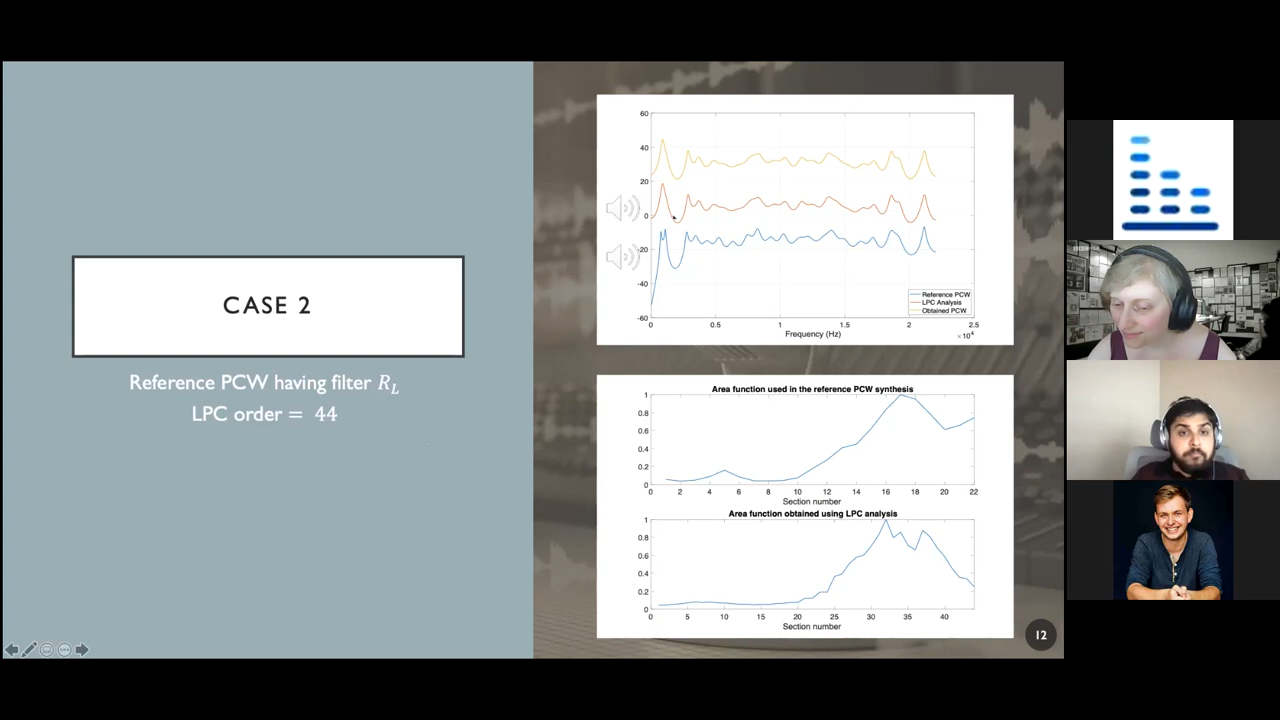 CASE 2
Reference PCW having filter R_L
LPC order = 44
60
40
20
0
-20
-40
-60
0 0.5 1 1.5 2 2.5
Frequency (Hz)
×10⁴
Reference PCW
LPC Analysis
Obtained PCW
Area function used in the reference PCW synthesis
1
0.8
0.6
0.4
0.2
0
0 2 4 6 8 10 12 14 16 18 20 22
Section number
Area function obtained using LPC analysis
1
0.8
0.6
0.4
0.2
0
0 5 10 15 20 25 30 35 40
Section number
12